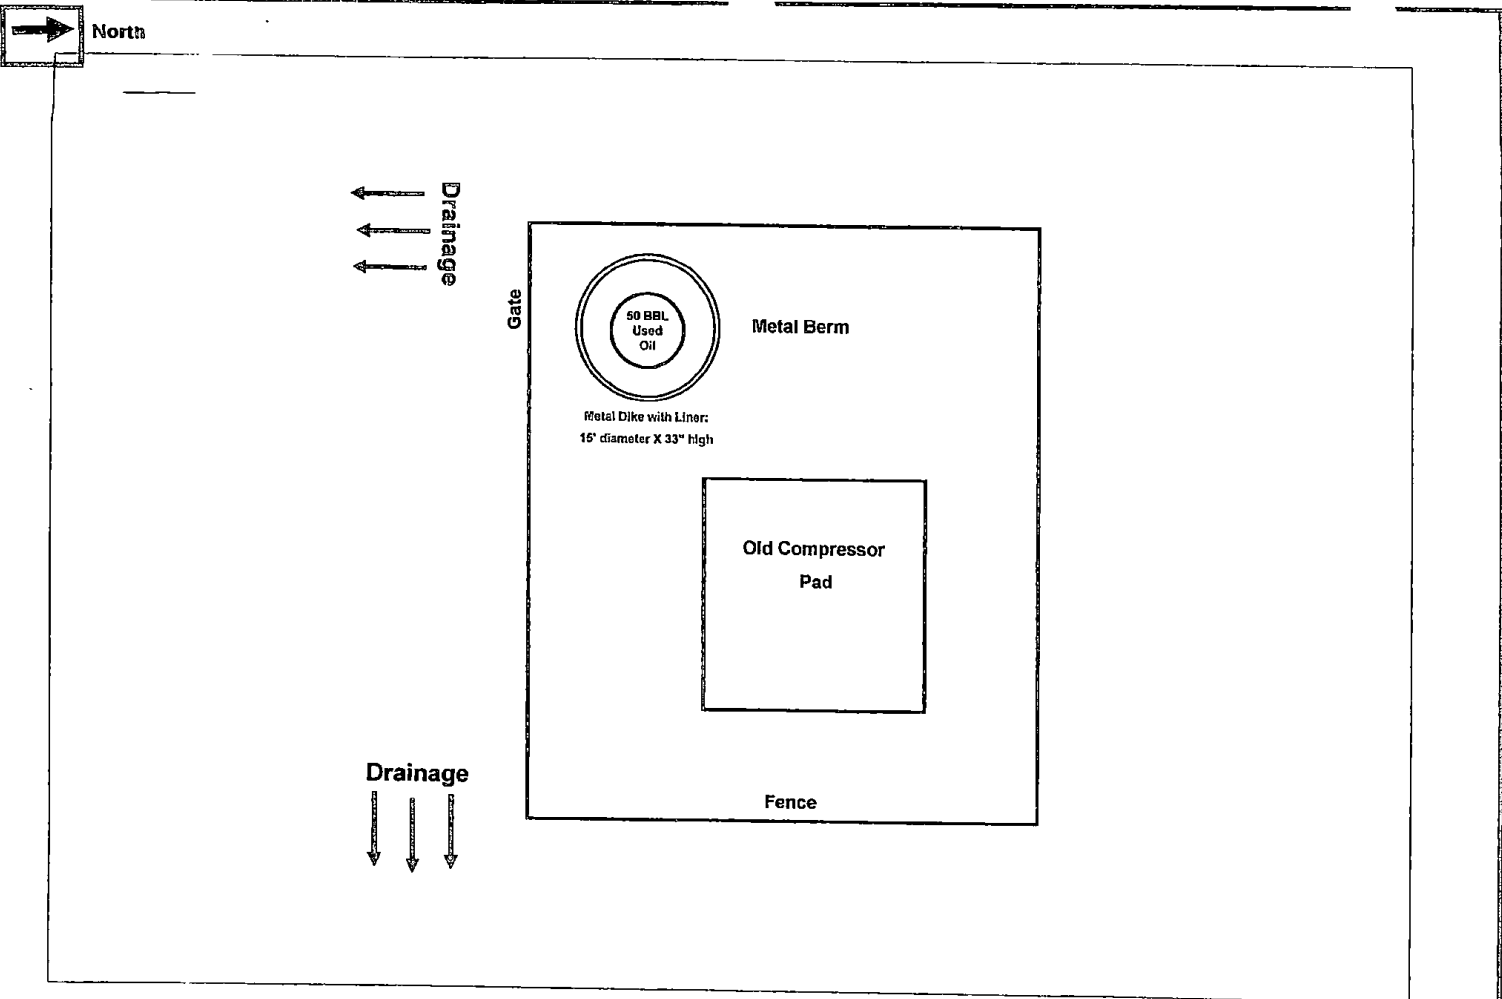 North
Drainage
Gate
50 BBL
Used
Oil
Metal Berm
Metal Dike with Liner:
15' diameter X 33" high
Old Compressor
Pad
Drainage
Fence